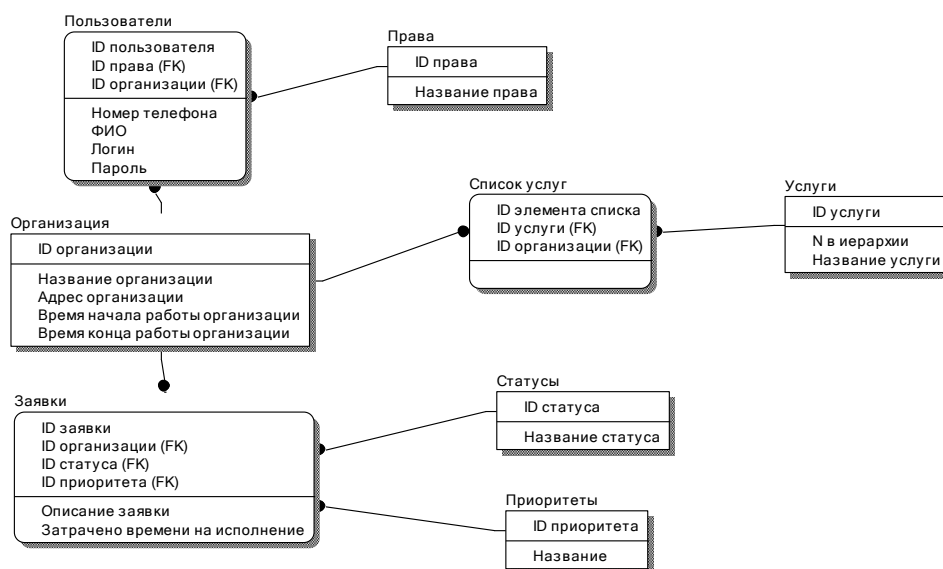 Пользователи
ID пользователя
ID права (FK)
ID организации (FK)
Номер телефона
ФИО
Логин
Пароль
Права
ID права
Название права
Список услуг
ID элемента списка
ID услуги (FK)
ID организации (FK)
Услуги
ID услуги
N в иерархии
Название услуги
Организация
ID организации
Название организации
Адрес организации
Время начала работы организации
Время конца работы организации
Заявки
ID заявки
ID организации (FK)
ID статуса (FK)
ID приоритета (FK)
Описание заявки
Затрачено времени на исполнение
Статусы
ID статуса
Название статуса
Приоритеты
ID приоритета
Название